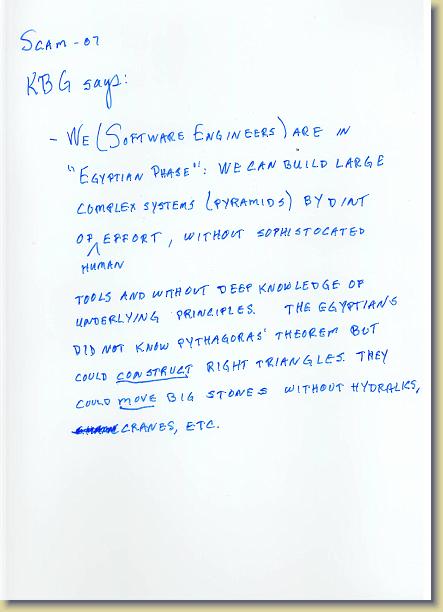 SCAM - 07
KBG says:
- WE (SOFTWARE ENGINEERS) ARE IN
"EGYPTIAN PHASE": WE CAN BUILD LARGE
COMPLEX SYSTEMS (PYRAMIDS) BY DINT
OF HUMAN EFFORT, WITHOUT SOPHISTOCATED
TOOLS AND WITHOUT DEEP KNOWLEDGE OF
UNDERLYING PRINCIPLES. THE EGYPTIANS
DID NOT KNOW PYTHAGORAS' THEOREM BUT
COULD CONSTRUCT RIGHT TRIANGLES. THEY
COULD MOVE BIG STONES WITHOUT HYDRALICS,
CRANES, ETC.